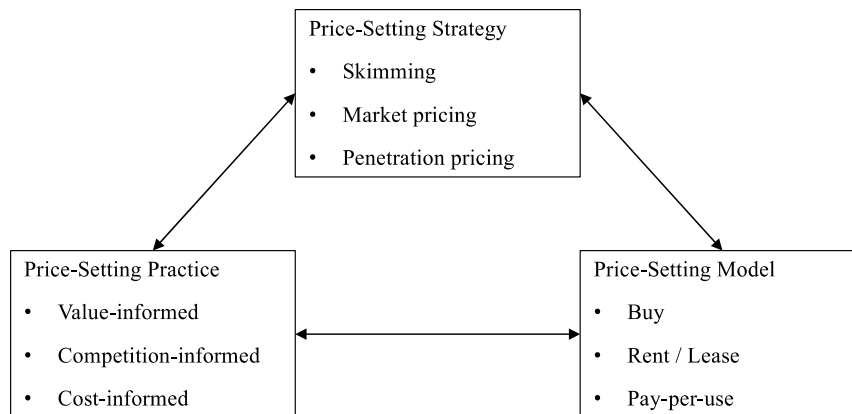 Price-Setting Strategy
• Skimming
• Market pricing
• Penetration pricing
Price-Setting Practice
• Value-informed
• Competition-informed
• Cost-informed
Price-Setting Model
• Buy
• Rent / Lease
• Pay-per-use